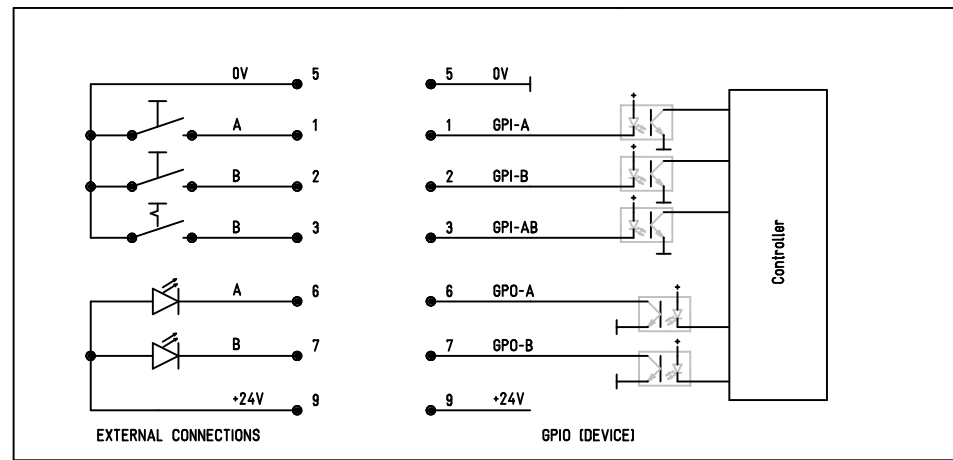 0V 5 5 0V
A 1 1 GPI-A
B 2 2 GPI-B
B 3 3 GPI-AB
A 6 6 GPO-A
B 7 7 GPO-B
+24V 9 9 +24V
+
+
+
+
+
Controller
EXTERNAL CONNECTIONS
GPIO (DEVICE)